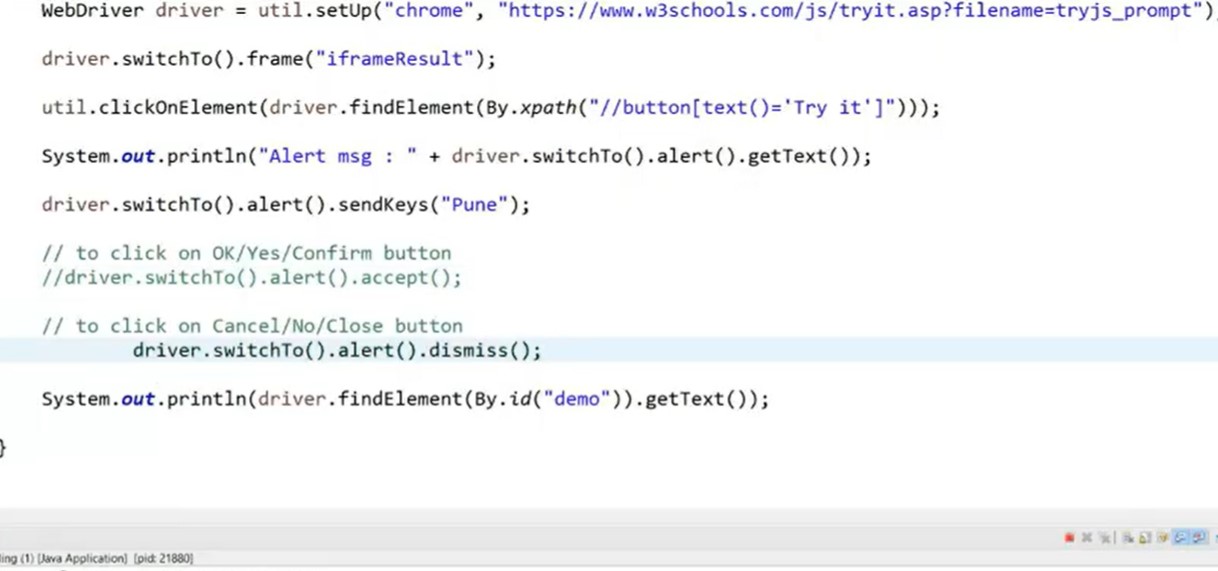 WebDriver driver = util.setUp("chrome", "https://www.w3schools.com/js/tryit.asp?filename=tryjs_prompt")
driver.switchTo().frame("iframeResult");
util.clickOnElement(driver.findElement(By.xpath("//button[text()='Try it']")));
System.out.println("Alert msg : " + driver.switchTo().alert().getText());
driver.switchTo().alert().sendKeys("Pune");
// to click on OK/Yes/Confirm button
//driver.switchTo().alert().accept();
// to click on Cancel/No/Close button
driver.switchTo().alert().dismiss();
System.out.println(driver.findElement(By.id("demo")).getText());
}
ling (1) [Java Application] [pid: 21880]